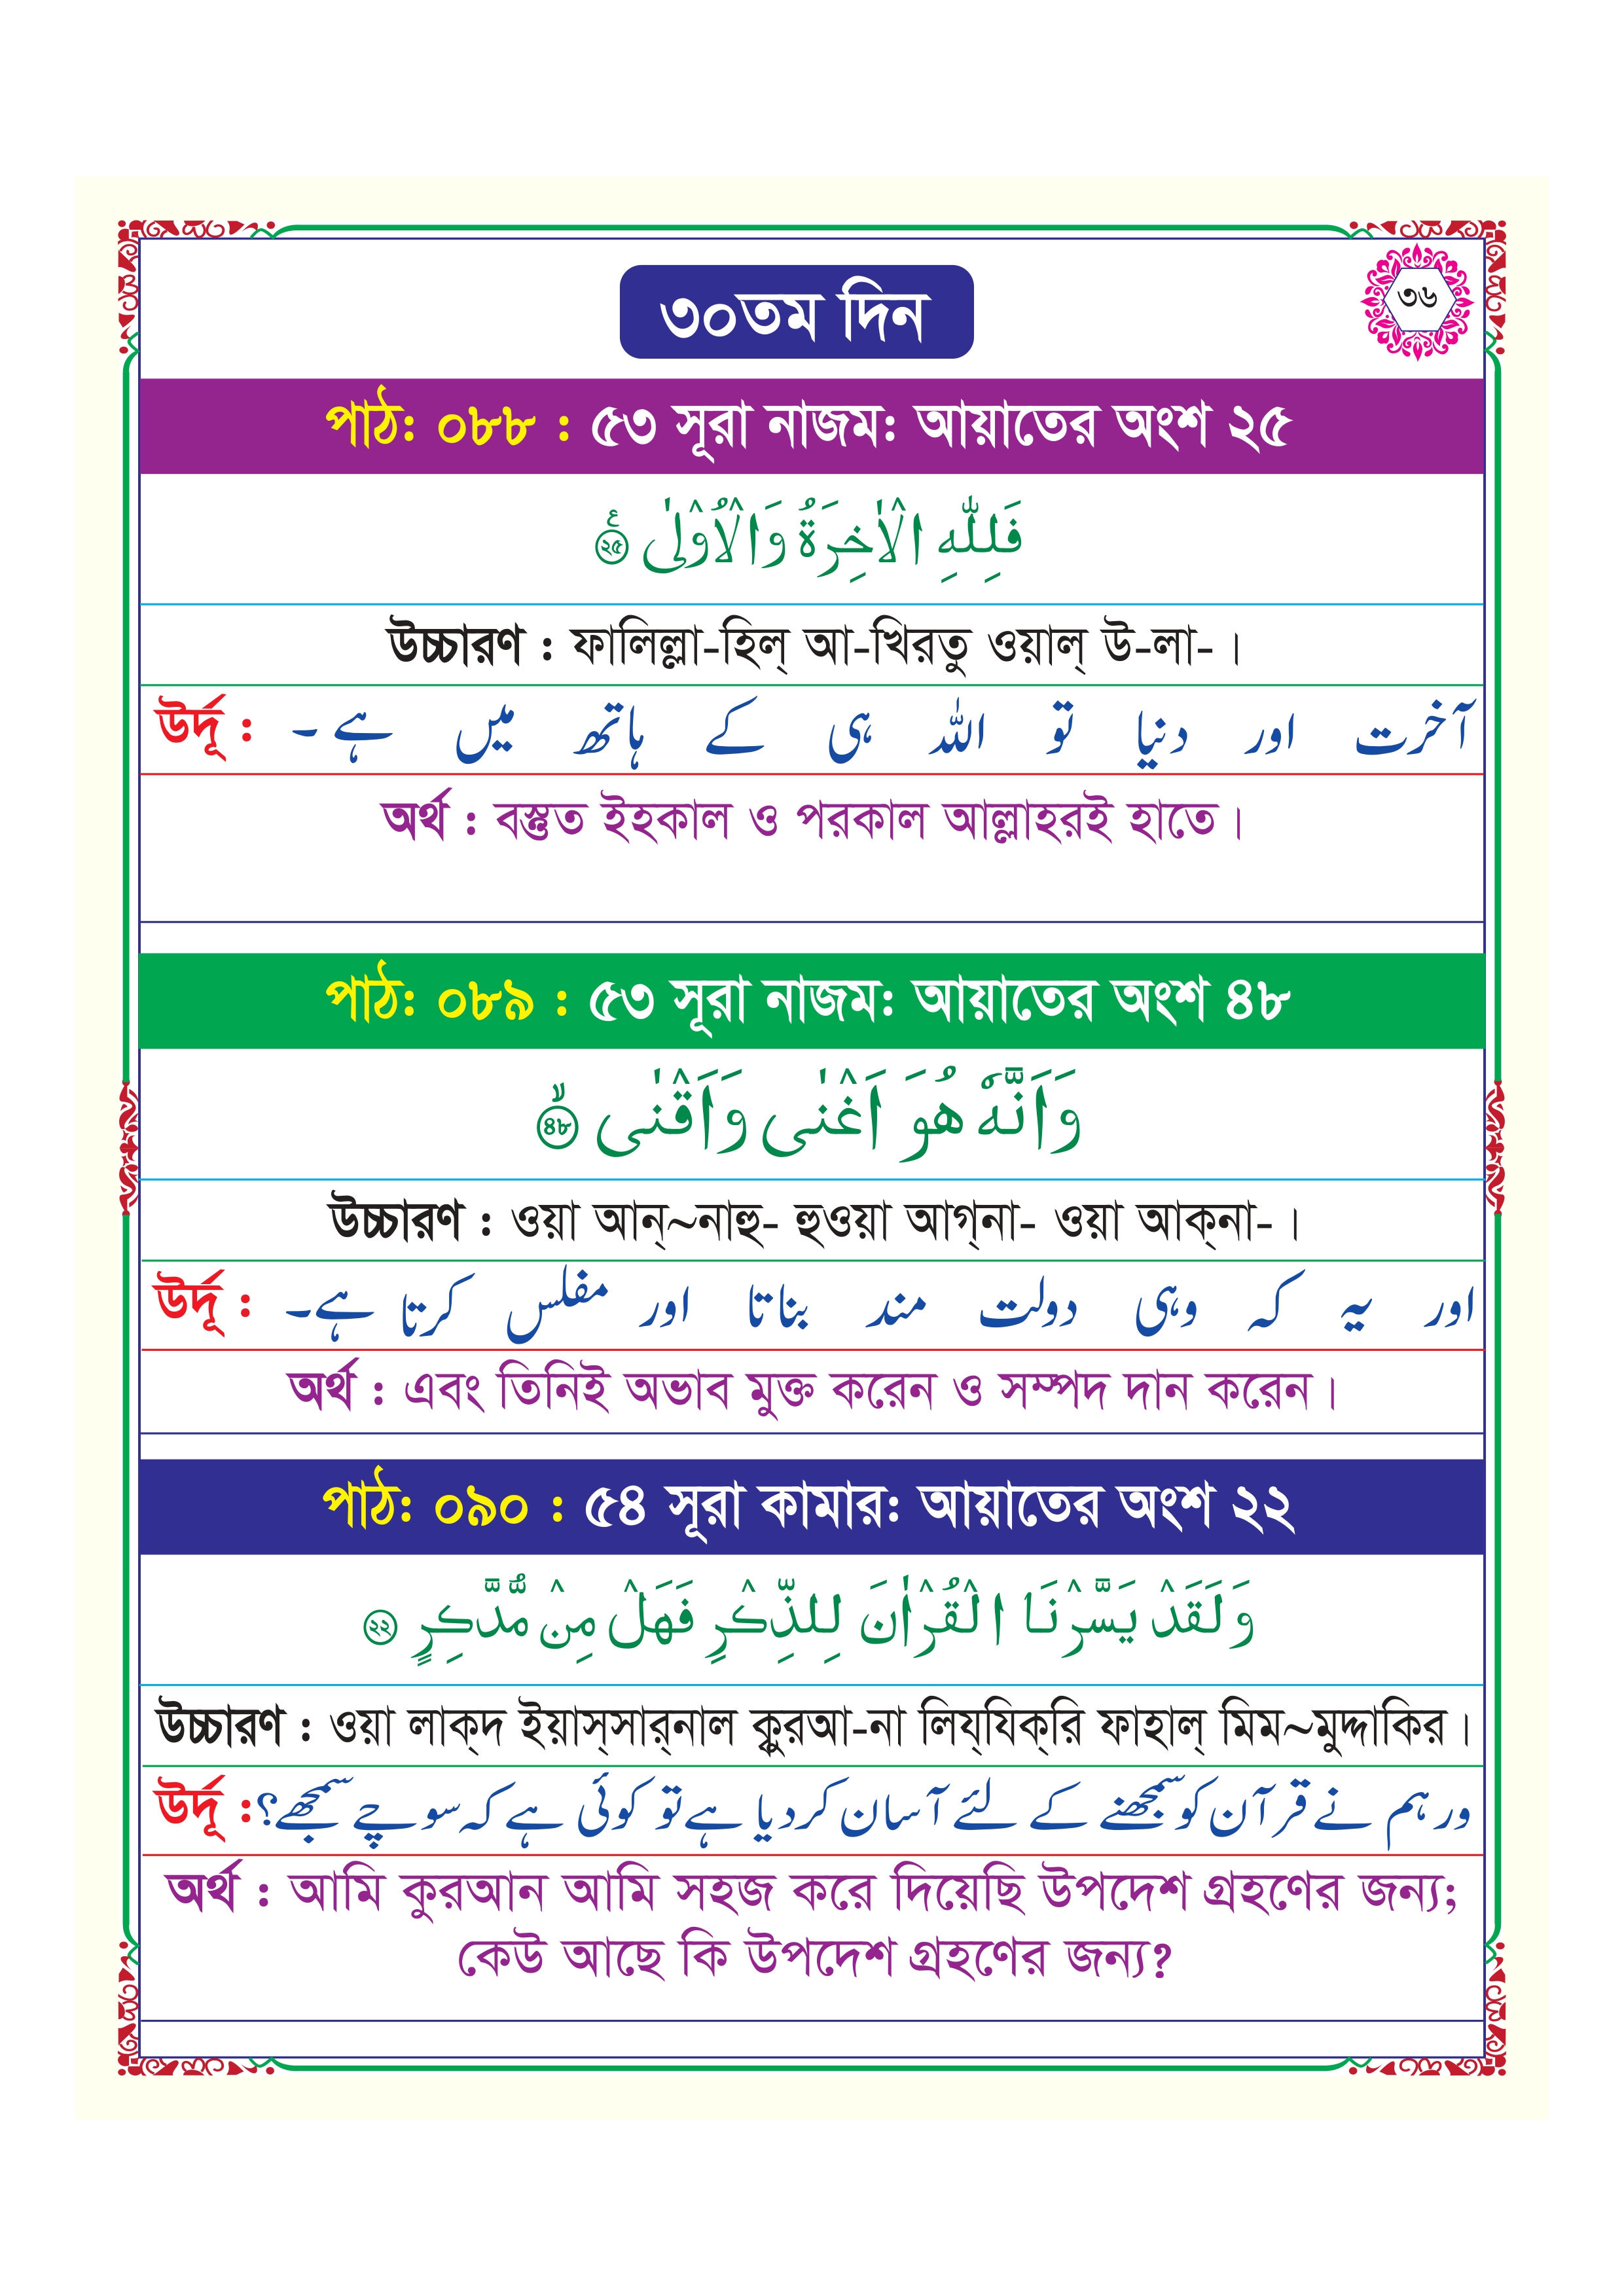 ৩০তম দিন
৩৬
পাঠ: ০৮৮ : ৫৩ সূরা নাজম: আয়াতের অংশ ২৫
فَلِلّٰهِ الْاٰخِرَةُ وَالْاُوْلٰى ۲۵ ع
উচ্চারণ : ফালিল্লা-হিল্ আ-খিরতু ওয়াল্ উ-লা-।
উর্দূ : آخرت اور دنیا تو اللہ ہی کے ہاتھ میں ہے ۔
অর্থ : বস্তুত ইহকাল ও পরকাল আল্লাহরই হাতে।
পাঠ: ০৮৯ : ৫৩ সূরা নাজম: আয়াতের অংশ ৪৮
وَاَنَّهٗ هُوَ اَغْنٰى وَاَقْنٰى ۴۸ ۙ
উচ্চারণ : ওয়া আন্~নাহু- হুওয়া আগ্‌না- ওয়া আক্‌না-।
উর্দূ : اور یہ کہ وہی دولت مند بناتا اور مفلس کرتا ہے۔
অর্থ : এবং তিনিই অভাব মুক্ত করেন ও সম্পদ দান করেন।
পাঠ: ০৯০ : ৫৪ সূরা কামার: আয়াতের অংশ ২২
وَلَقَدْ يَسَّرْنَا الْقُرْاٰنَ لِلذِّكْرِ فَهَلْ مِنْ مُّدَّكِرٍ ۲۲
উচ্চারণ : ওয়া লাক্‌দ ইয়াস্‌সার্‌নাল ক্বুরআ-না লিয্‌যিক্‌রি ফাহাল্ মিম~মুদ্দাকির।
উর্দূ : ور ہم نے قرآن کو سمجھنے کے لئے آسان کردیا ہے تو کوئی ہے کہ سوچے سمجھے؟
অর্থ : আমি কুরআন আমি সহজ করে দিয়েছি উপদেশ গ্রহণের জন্য;
কেউ আছে কি উপদেশ গ্রহণের জন্য?